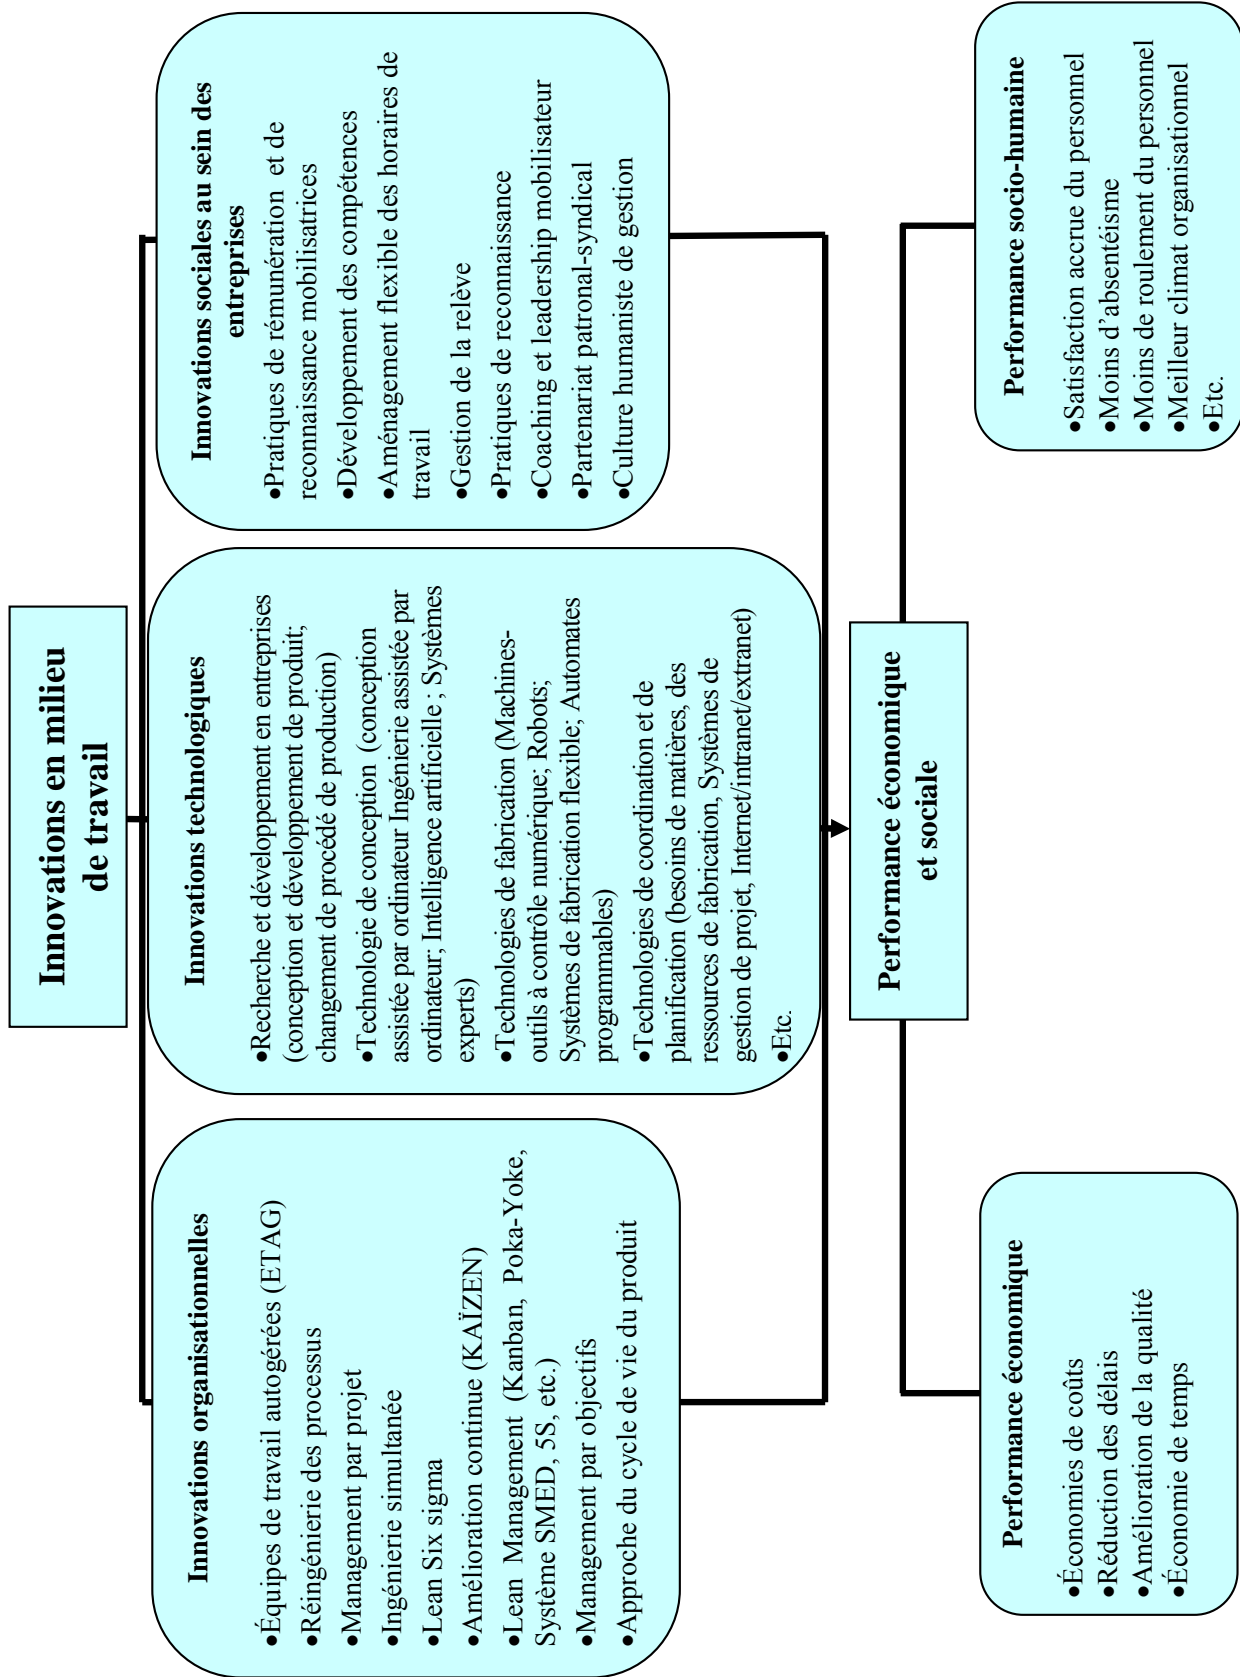 Innovations en milieu
de travail
Innovations organisationnelles
•Équipes de travail autogérées (ETAG)
•Réingénierie des processus
•Management par projet
•Ingénierie simultanée
•Lean Six sigma
•Amélioration continue (KAÏZEN)
•Lean Management (Kanban, Poka-Yoke,
Système SMED, 5S, etc.)
•Management par objectifs
•Approche du cycle de vie du produit
Innovations technologiques
•Recherche et développement en entreprises
(conception et développement de produit;
changement de procédé de production)
•Technologie de conception (conception
assistée par ordinateur Ingénierie assistée par
ordinateur; Intelligence artificielle ; Systèmes
experts)
•Technologies de fabrication (Machines-
outils à contrôle numérique; Robots;
Systèmes de fabrication flexible; Automates
programmables)
•Technologies de coordination et de
planification (besoins de matières, des
ressources de fabrication, Systèmes de
gestion de projet, Internet/intranet/extranet)
•Etc.
Innovations sociales au sein des
entreprises
•Pratiques de rémunération et de
reconnaissance mobilisatrices
•Développement des compétences
•Aménagement flexible des horaires de
travail
•Gestion de la relève
•Pratiques de reconnaissance
•Coaching et leadership mobilisateur
•Partenariat patronal-syndical
•Culture humaniste de gestion
Performance économique
et sociale
Performance économique
•Économies de coûts
•Réduction des délais
•Amélioration de la qualité
•Économie de temps
Performance socio-humaine
•Satisfaction accrue du personnel
•Moins d’absentéisme
•Moins de roulement du personnel
•Meilleur climat organisationnel
•Etc.